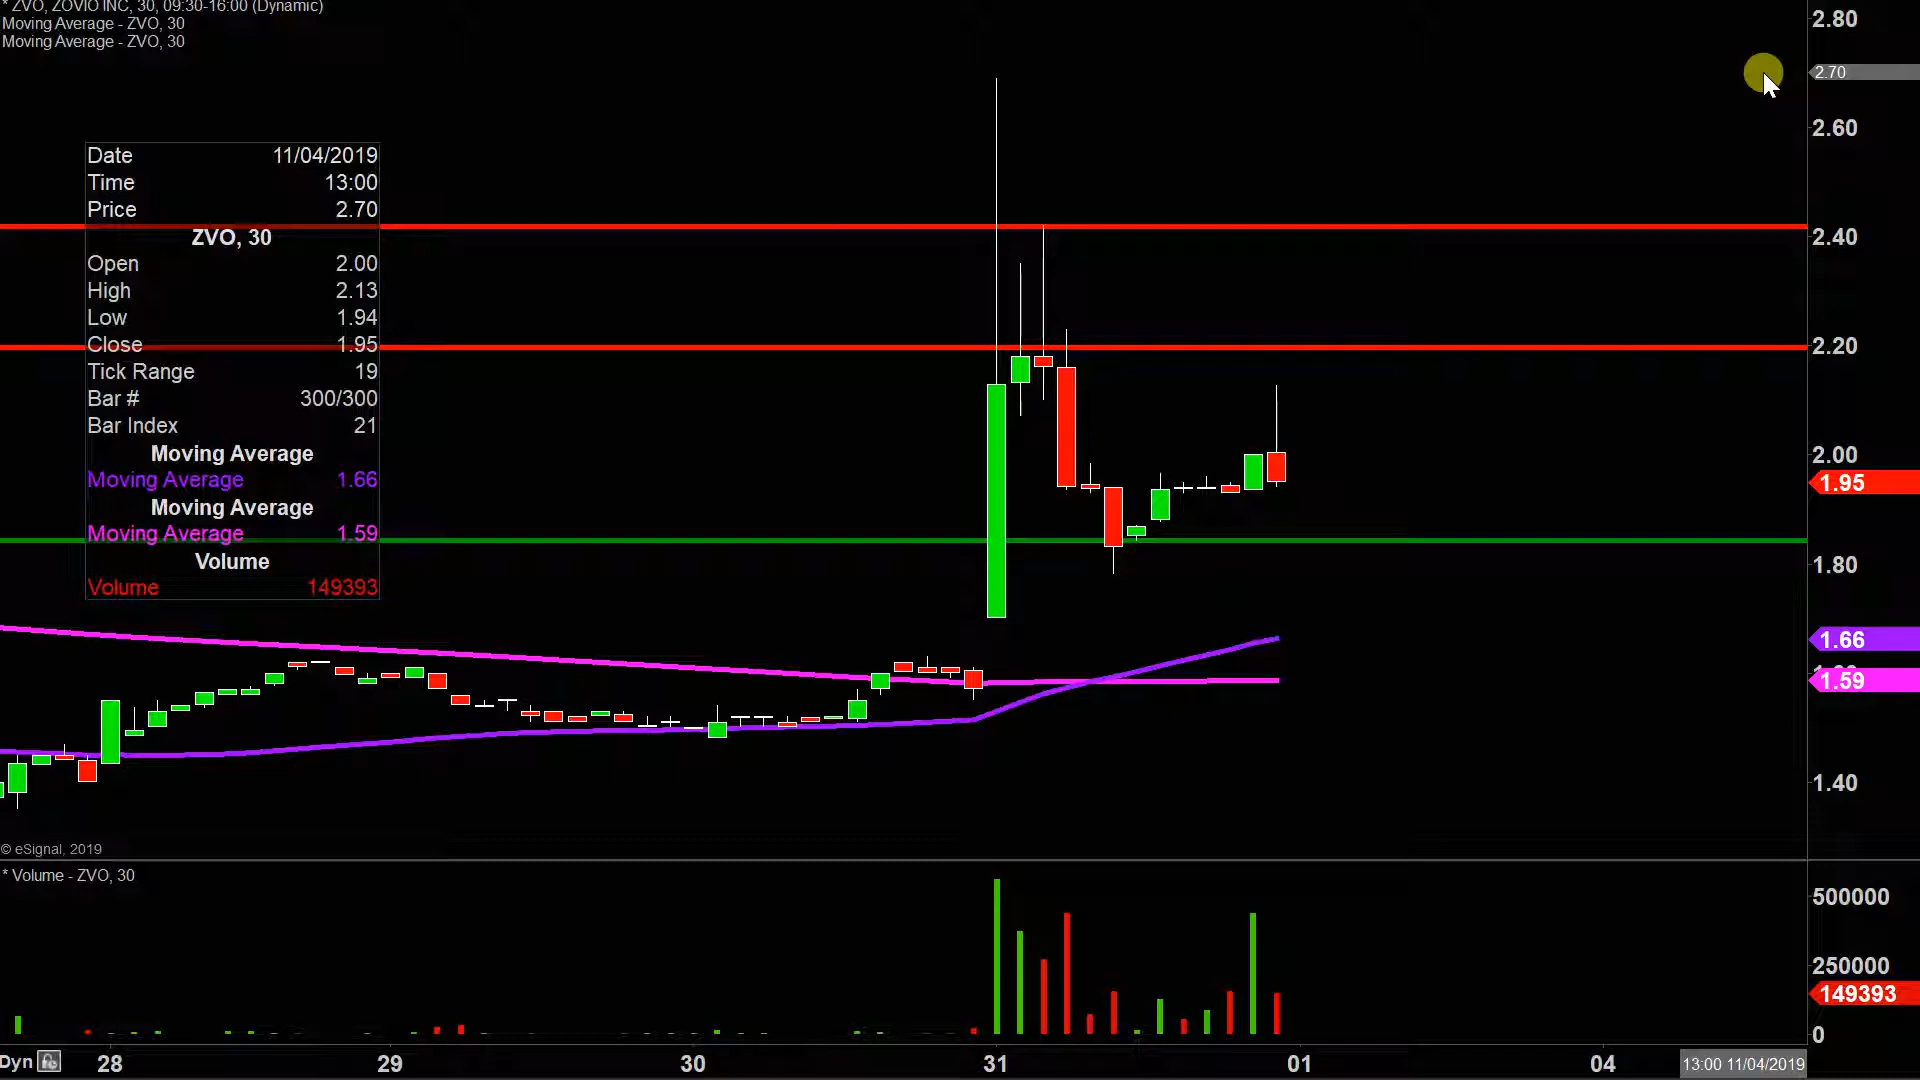 * ZVO, ZOVIO INC, 30, 09:30-16:00 (Dynamic)
Moving Average - ZVO, 30
Moving Average - ZVO, 30
Date 11/04/2019
Time 13:00
Price 2.70
ZVO, 30
Open 2.00
High 2.13
Low 1.94
Close 1.95
Tick Range 19
Bar # 300/300
Bar Index 21
Moving Average
Moving Average 1.66
Moving Average
Moving Average 1.59
Volume
Volume 149393
2.80
2.70
2.60
2.40
2.20
2.00
1.95
1.80
1.66
1.59
1.40
© eSignal, 2019
* Volume - ZVO, 30
500000
250000
149393
0
Dyn 28 29 30 31 01 04 13:00 11/04/2019